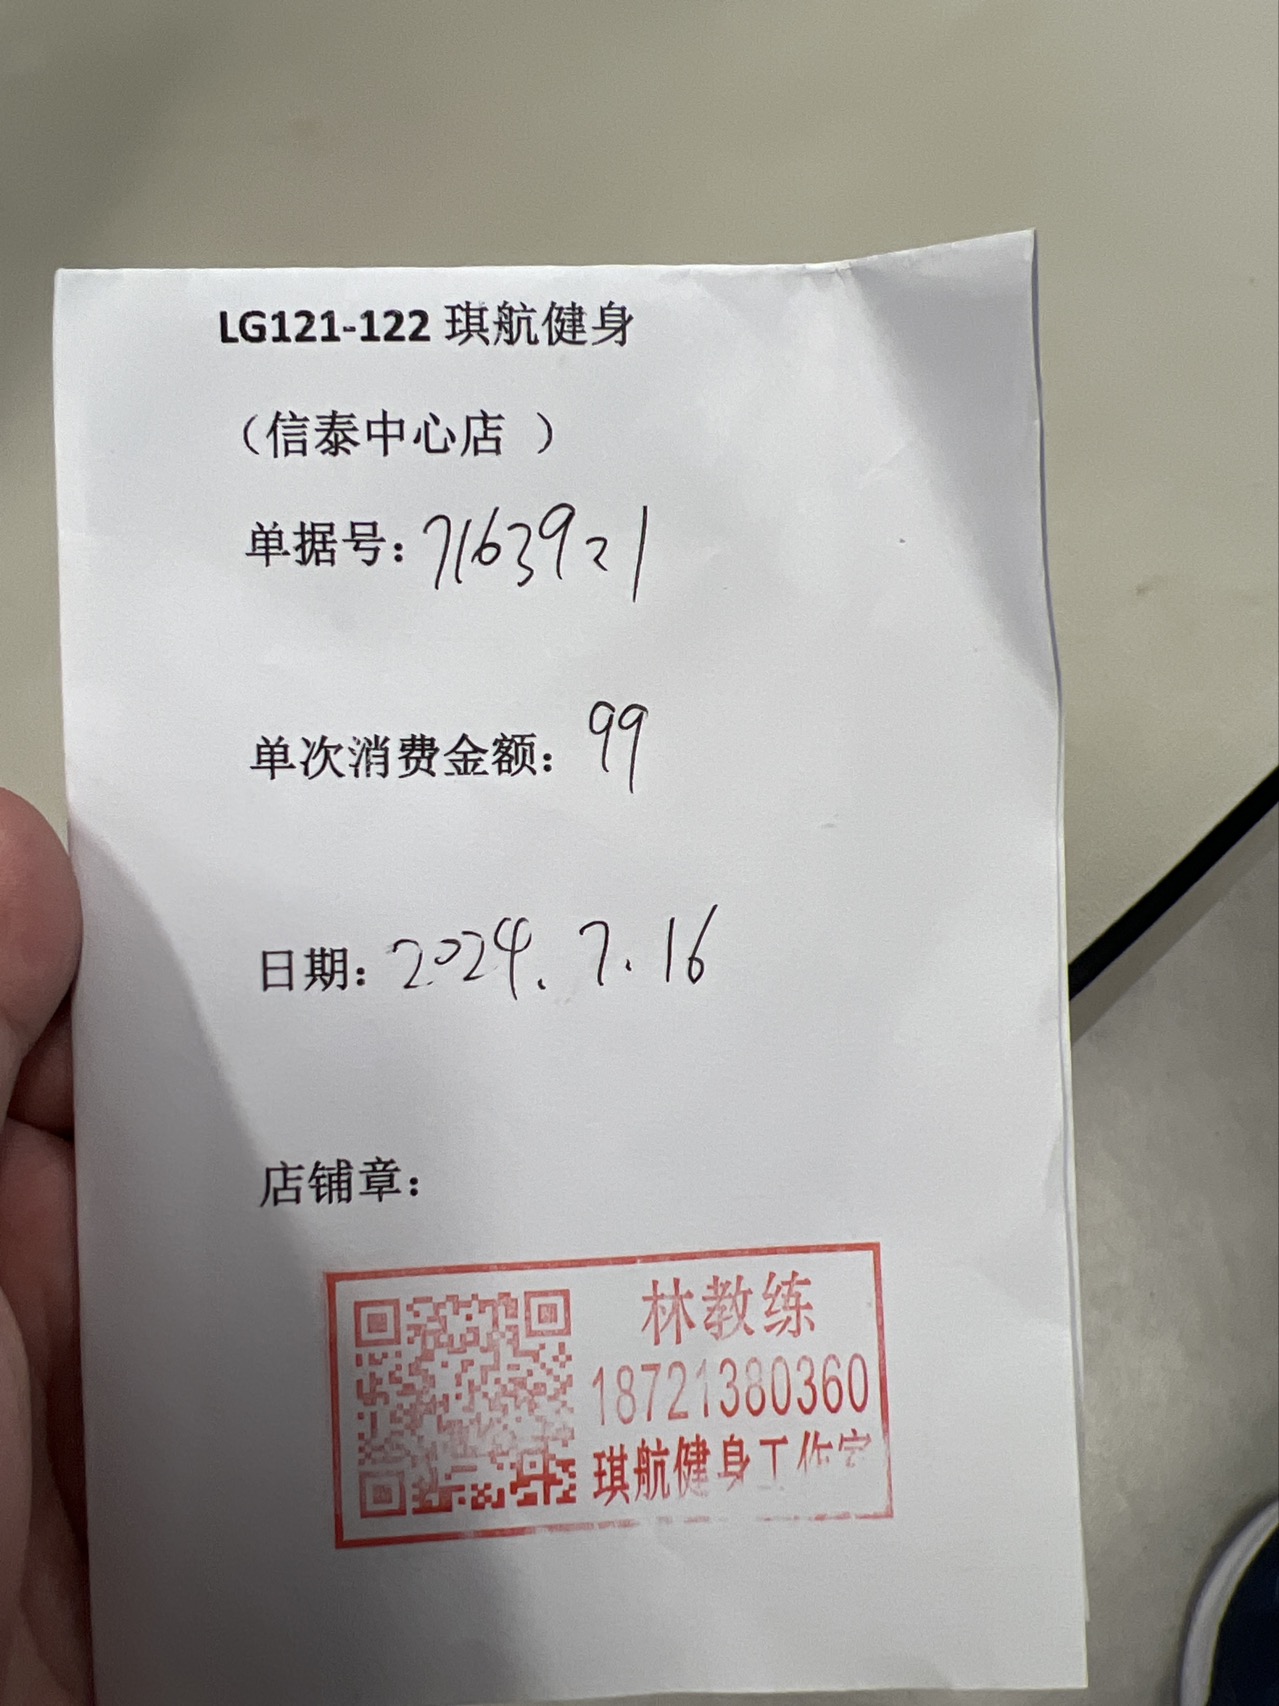 LG121-122 琪航健身
（信泰中心店 ）
单据号：7163921
单次消费金额：99
日期：2024.7.16
店铺章：
林教练
18721380360
琪航健身工作室